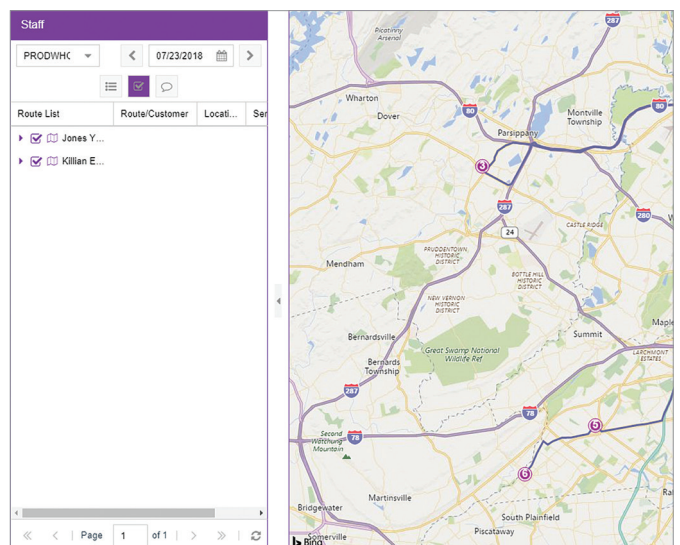 Staff
PRODWHC
07/23/2018
Route List
Route/Customer
Locati...
Ser
Jones Y...
Killian E...
Page
1
of 1
287
Picatinny
Arsenal
Wharton
80
Dover
Montville
Township
80
Parsippany
3
287
280
24
CASTLE RIDGE
PRUDDENTOWN
HISTORIC
DISTRICT
Mendham
BOTTLE HILL
HISTORIC
DISTRICT
NEW VERNON
HISTORIC
DISTRICT
Maple
Bernardsville
Summit
Great Swamp National
Wildlife Ref
LARCHMONT
ESTATES
Bernards
Township
287
78
5
Second
Watchung
Mountain
78
6
Martinsville
Bridgewater
South Plainfield
Piscataway
Somerville
Bing